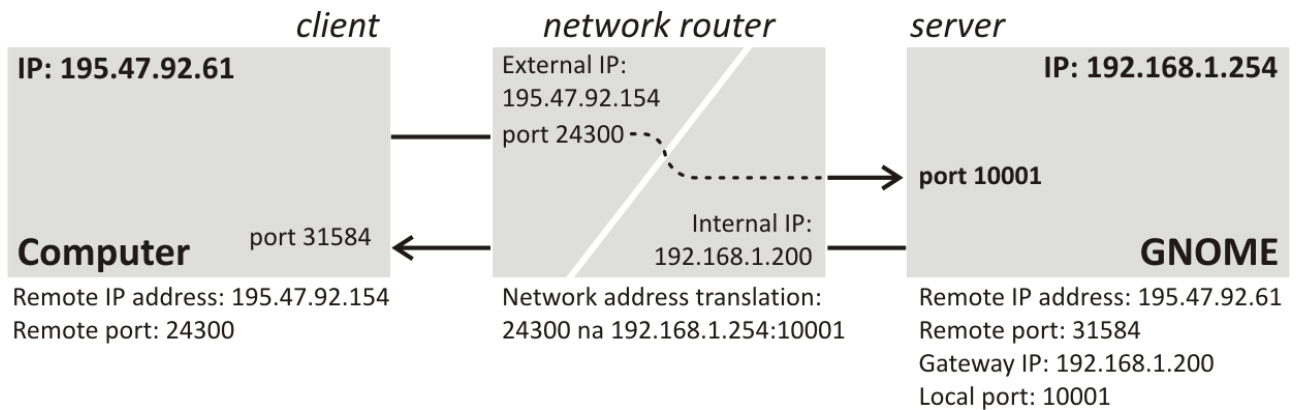 client
network router
server
IP: 195.47.92.61
port 31584
Computer
Remote IP address: 195.47.92.154
Remote port: 24300
External IP:
195.47.92.154
port 24300
Internal IP:
192.168.1.200
Network address translation:
24300 na 192.168.1.254:10001
IP: 192.168.1.254
port 10001
GNOME
Remote IP address: 195.47.92.61
Remote port: 31584
Gateway IP: 192.168.1.200
Local port: 10001